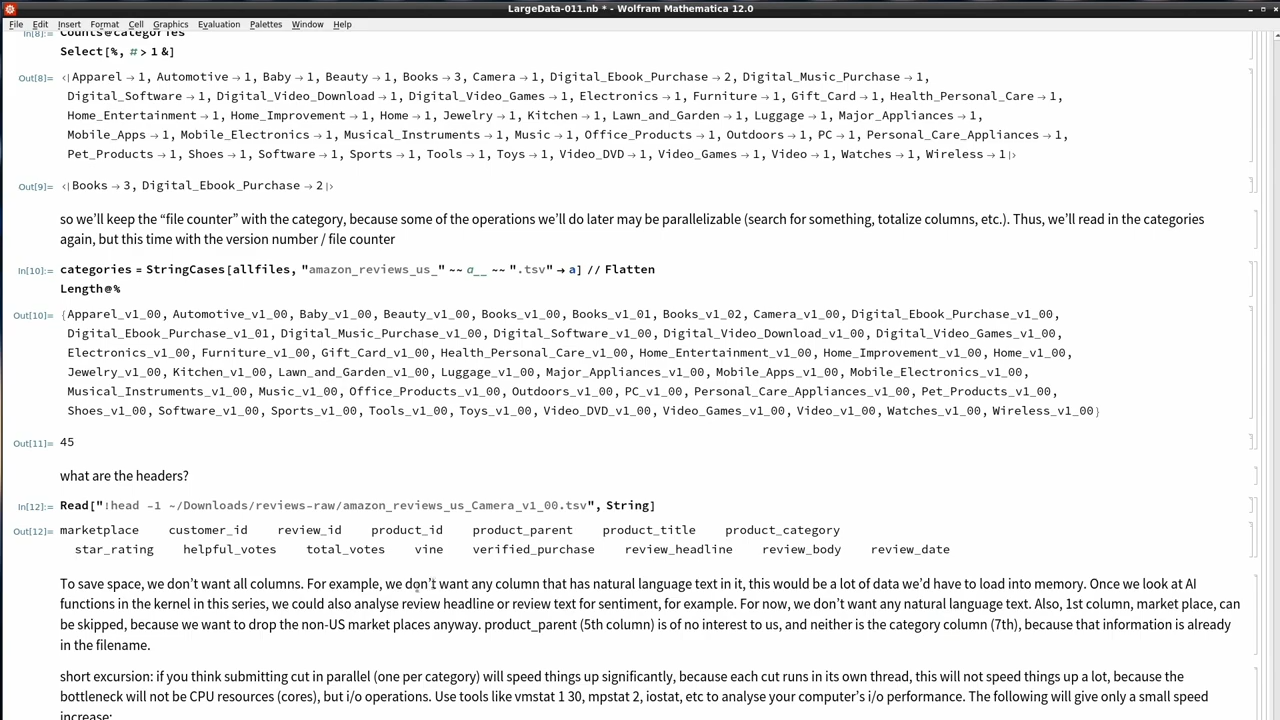 LargeData-011.nb * - Wolfram Mathematica 12.0
File Edit Insert Format Cell Graphics Evaluation Palettes Window Help
In[8]:= Counts@categories
Select[%, # > 1 &]
Out[8]= <|Apparel → 1, Automotive → 1, Baby → 1, Beauty → 1, Books → 3, Camera → 1, Digital_Ebook_Purchase → 2, Digital_Music_Purchase → 1,
Digital_Software → 1, Digital_Video_Download → 1, Digital_Video_Games → 1, Electronics → 1, Furniture → 1, Gift_Card → 1, Health_Personal_Care → 1,
Home_Entertainment → 1, Home_Improvement → 1, Home → 1, Jewelry → 1, Kitchen → 1, Lawn_and_Garden → 1, Luggage → 1, Major_Appliances → 1,
Mobile_Apps → 1, Mobile_Electronics → 1, Musical_Instruments → 1, Music → 1, Office_Products → 1, Outdoors → 1, PC → 1, Personal_Care_Appliances → 1,
Pet_Products → 1, Shoes → 1, Software → 1, Sports → 1, Tools → 1, Toys → 1, Video_DVD → 1, Video_Games → 1, Video → 1, Watches → 1, Wireless → 1|>
Out[9]= <|Books → 3, Digital_Ebook_Purchase → 2|>
so we’ll keep the “file counter” with the category, because some of the operations we’ll do later may be parallelizable (search for something, totalize columns, etc.). Thus, we’ll read in the categories
again, but this time with the version number / file counter
In[10]:= categories = StringCases[allfiles, "amazon_reviews_us_" ~~ a__ ~~ ".tsv" → a] // Flatten
Length@%
Out[10]= {Apparel_v1_00, Automotive_v1_00, Baby_v1_00, Beauty_v1_00, Books_v1_00, Books_v1_01, Books_v1_02, Camera_v1_00, Digital_Ebook_Purchase_v1_00,
Digital_Ebook_Purchase_v1_01, Digital_Music_Purchase_v1_00, Digital_Software_v1_00, Digital_Video_Download_v1_00, Digital_Video_Games_v1_00,
Electronics_v1_00, Furniture_v1_00, Gift_Card_v1_00, Health_Personal_Care_v1_00, Home_Entertainment_v1_00, Home_Improvement_v1_00, Home_v1_00,
Jewelry_v1_00, Kitchen_v1_00, Lawn_and_Garden_v1_00, Luggage_v1_00, Major_Appliances_v1_00, Mobile_Apps_v1_00, Mobile_Electronics_v1_00,
Musical_Instruments_v1_00, Music_v1_00, Office_Products_v1_00, Outdoors_v1_00, PC_v1_00, Personal_Care_Appliances_v1_00, Pet_Products_v1_00,
Shoes_v1_00, Software_v1_00, Sports_v1_00, Tools_v1_00, Toys_v1_00, Video_DVD_v1_00, Video_Games_v1_00, Video_v1_00, Watches_v1_00, Wireless_v1_00}
Out[11]= 45
what are the headers?
In[12]:= Read["!head -1 ~/Downloads/reviews-raw/amazon_reviews_us_Camera_v1_00.tsv", String]
Out[12]= marketplace customer_id review_id product_id product_parent product_title product_category
star_rating helpful_votes total_votes vine verified_purchase review_headline review_body review_date
To save space, we don’t want all columns. For example, we don’t want any column that has natural language text in it, this would be a lot of data we’d have to load into memory. Once we look at AI
functions in the kernel in this series, we could also analyse review headline or review text for sentiment, for example. For now, we don’t want any natural language text. Also, 1st column, market place, can
be skipped, because we want to drop the non-US market places anyway. product_parent (5th column) is of no interest to us, and neither is the category column (7th), because that information is already
in the filename.
short excursion: if you think submitting cut in parallel (one per category) will speed things up significantly, because each cut runs in its own thread, this will not speed things up a lot, because the
bottleneck will not be CPU resources (cores), but i/o operations. Use tools like vmstat 1 30, mpstat 2, iostat, etc to analyse your computer’s i/o performance. The following will give only a small speed
increase: